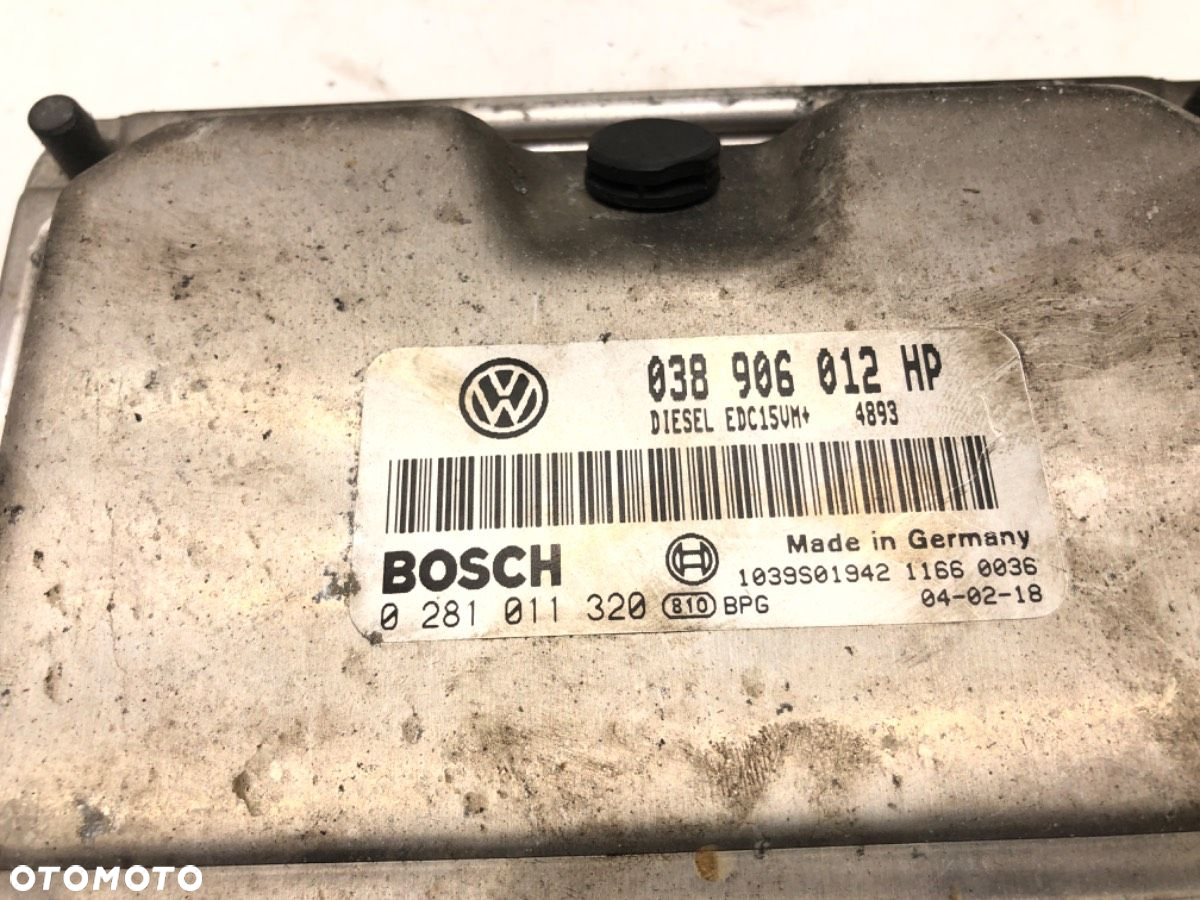 038 906 012 HP
DIESEL EDC15VM+ 4893
BOSCH
Made in Germany
1039S01942 1166 0036
0 281 011 320 810 BPG 04-02-18
OTOMOTO